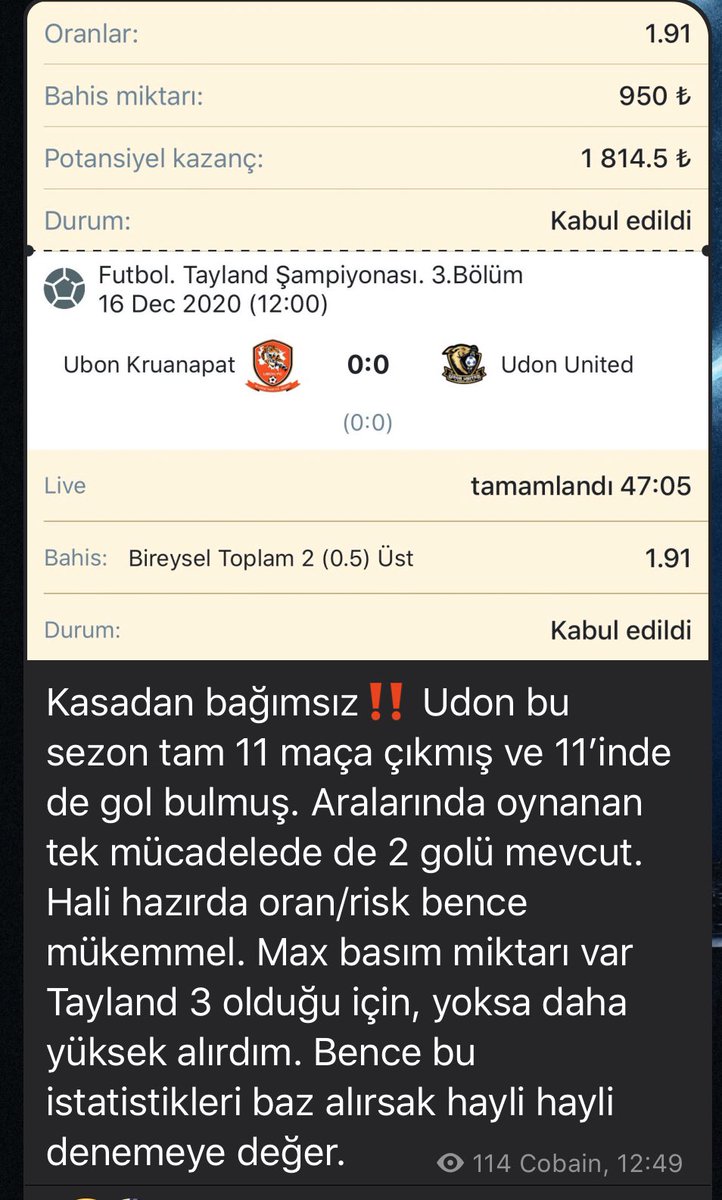 Oranlar: 1.91
Bahis miktarı: 950 ₺
Potansiyel kazanç: 1 814.5 ₺
Durum: Kabul edildi
Futbol. Tayland Şampiyonası. 3.Bölüm
16 Dec 2020 (12:00)
Ubon Kruanapat 0:0 Udon United
(0:0)
Live tamamlandı 47:05
Bahis: Bireysel Toplam 2 (0.5) Üst 1.91
Durum: Kabul edildi
Kasadan bağımsız‼️ Udon bu
sezon tam 11 maça çıkmış ve 11’inde
de gol bulmuş. Aralarında oynanan
tek mücadelede de 2 golü mevcut.
Hali hazırda oran/risk bence
mükemmel. Max basım miktarı var
Tayland 3 olduğu için, yoksa daha
yüksek alırdım. Bence bu
istatistikleri baz alırsak hayli hayli
denemeye değer.
114 Cobain, 12:49